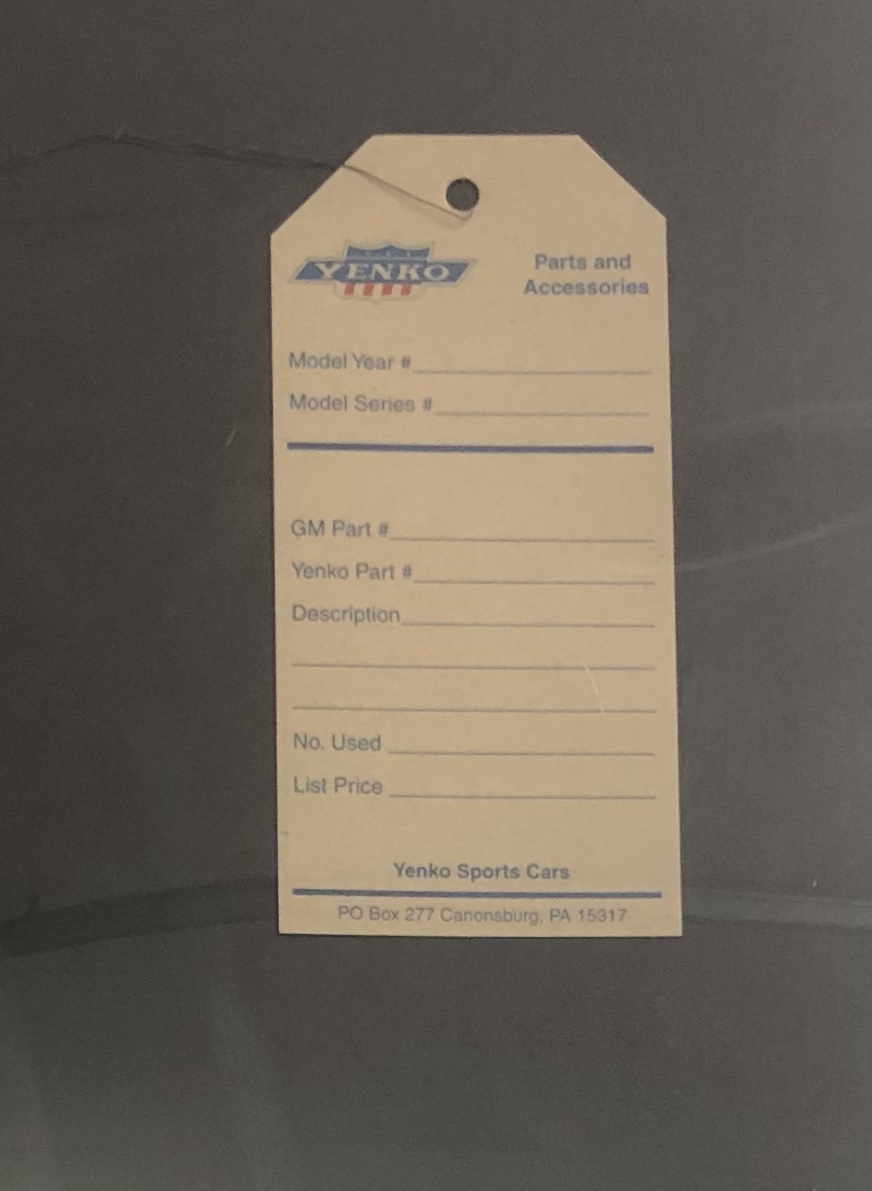 YENKO
Parts and
Accessories
Model Year #
Model Series #
GM Part #
Yenko Part #
Description
No. Used
List Price
Yenko Sports Cars
PO Box 277 Canonsburg, PA 15317